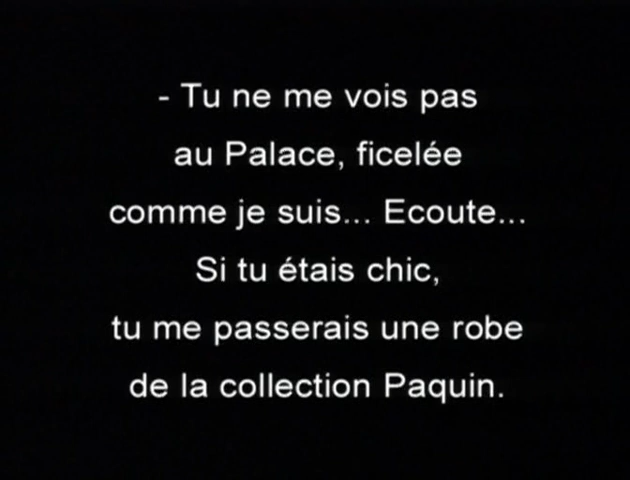 - Tu ne me vois pas
au Palace, ficelée
comme je suis... Ecoute...
Si tu étais chic,
tu me passerais une robe
de la collection Paquin.